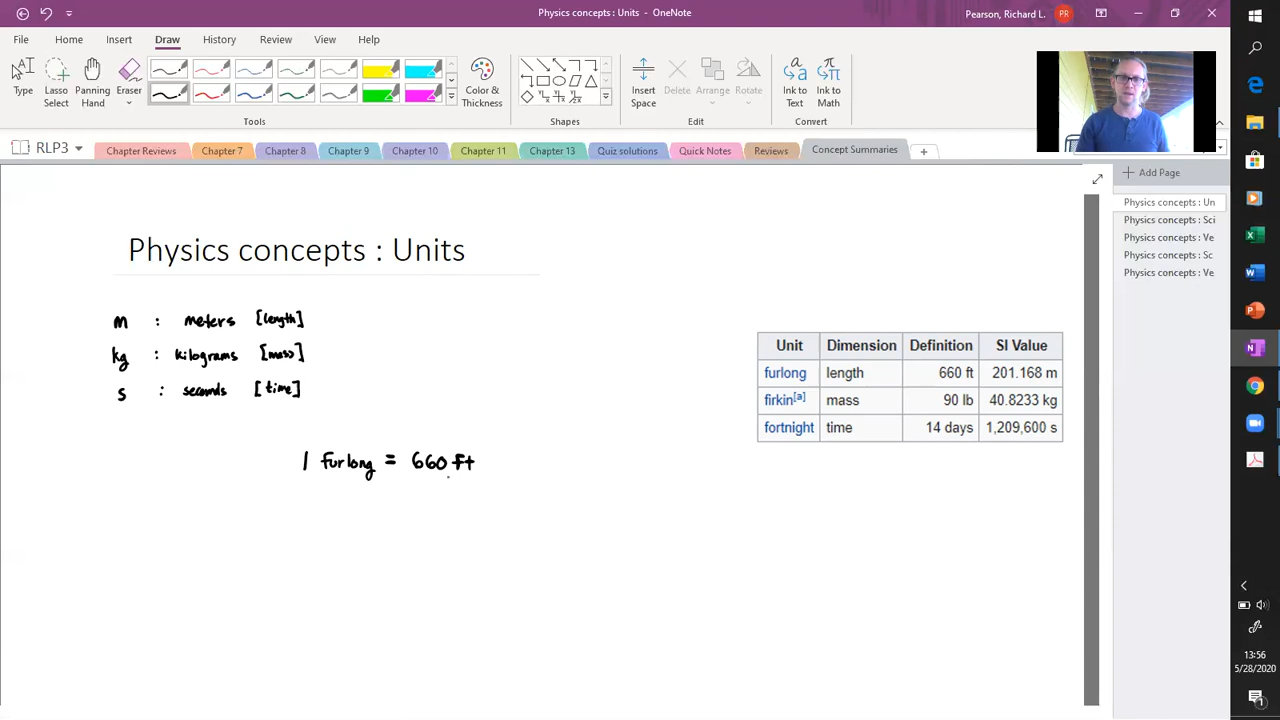 Physics concepts : Units - OneNote
Pearson, Richard L.
PR
File Home Insert Draw History Review View Help
Type
Lasso Select
Panning Hand
Eraser
Color & Thickness
Insert Space
Delete
Arrange
Rotate
Ink to Text
Ink to Math
Tools
Shapes
Edit
Convert
RLP3
Chapter Reviews
Chapter 7
Chapter 8
Chapter 9
Chapter 10
Chapter 11
Chapter 13
Quiz solutions
Quick Notes
Reviews
Concept Summaries
Add Page
Physics concepts : Un
Physics concepts : Sci
Physics concepts : Ve
Physics concepts : Sc
Physics concepts : Ve
Physics concepts : Units
m : meters [length]
kg : kilograms [mass]
s : seconds [time]
1 furlong = 660 ft
Unit Dimension Definition SI Value
furlong length 660 ft 201.168 m
firkin[a] mass 90 lb 40.8233 kg
fortnight time 14 days 1,209,600 s
13:56
5/28/2020